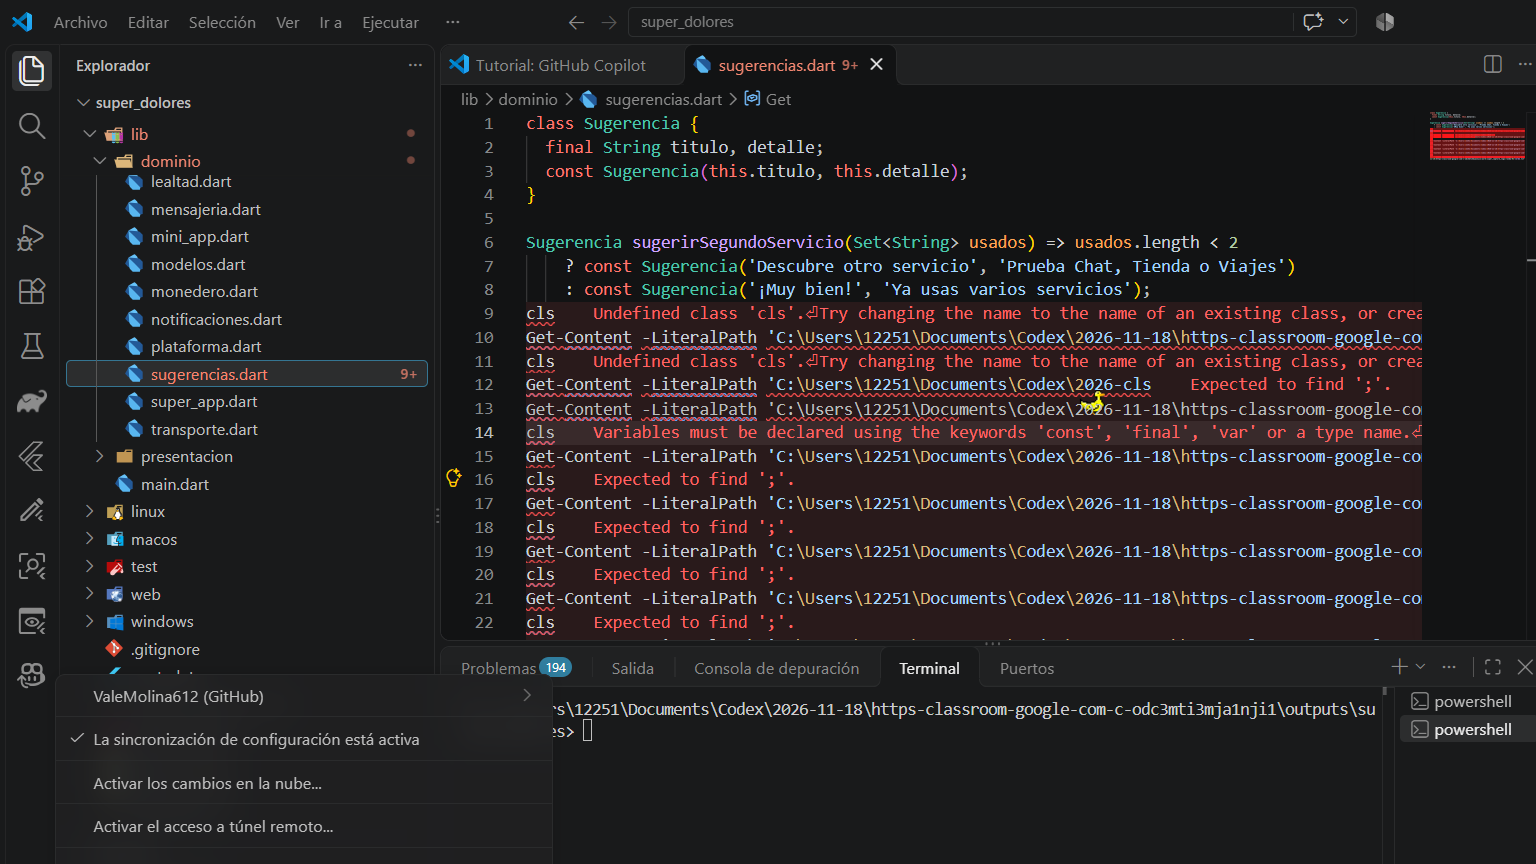 Archivo Editar Selección Ver Ir a Ejecutar ···
super_dolores
Explorador ···
super_dolores
lib
dominio
lealtad.dart
mensajeria.dart
mini_app.dart
modelos.dart
monedero.dart
notificaciones.dart
plataforma.dart
sugerencias.dart 9+
super_app.dart
transporte.dart
presentacion
main.dart
linux
macos
test
web
windows
.gitignore
Tutorial: GitHub Copilot
sugerencias.dart 9+
lib > dominio > sugerencias.dart > Get
1 class Sugerencia {
2 final String titulo, detalle;
3 const Sugerencia(this.titulo, this.detalle);
4 }
5
6 Sugerencia sugerirSegundoServicio(Set<String> usados) => usados.length < 2
7 ? const Sugerencia('Descubre otro servicio', 'Prueba Chat, Tienda o Viajes')
8 : const Sugerencia('¡Muy bien!', 'Ya usas varios servicios');
9 cls Undefined class 'cls'.⏎Try changing the name to the name of an existing class, or crea
10 Get-Content -LiteralPath 'C:\Users\12251\Documents\Codex\2026-11-18\https-classroom-google-co
11 cls Undefined class 'cls'.⏎Try changing the name to the name of an existing class, or crea
12 Get-Content -LiteralPath 'C:\Users\12251\Documents\Codex\2026-cls Expected to find ';'.
13 Get-Content -LiteralPath 'C:\Users\12251\Documents\Codex\2026-11-18\https-classroom-google-co
14 cls Variables must be declared using the keywords 'const', 'final', 'var' or a type name.⏎
15 Get-Content -LiteralPath 'C:\Users\12251\Documents\Codex\2026-11-18\https-classroom-google-co
16 cls Expected to find ';'.
17 Get-Content -LiteralPath 'C:\Users\12251\Documents\Codex\2026-11-18\https-classroom-google-co
18 cls Expected to find ';'.
19 Get-Content -LiteralPath 'C:\Users\12251\Documents\Codex\2026-11-18\https-classroom-google-co
20 cls Expected to find ';'.
21 Get-Content -LiteralPath 'C:\Users\12251\Documents\Codex\2026-11-18\https-classroom-google-co
22 cls Expected to find ';'.
Problemas 194 Salida Consola de depuración Terminal Puertos
rs\12251\Documents\Codex\2026-11-18\https-classroom-google-com-c-odc3mti3mja1nji1\outputs\su
es>
powershell
powershell
ValeMolina612 (GitHub)
La sincronización de configuración está activa
Activar los cambios en la nube...
Activar el acceso a túnel remoto...